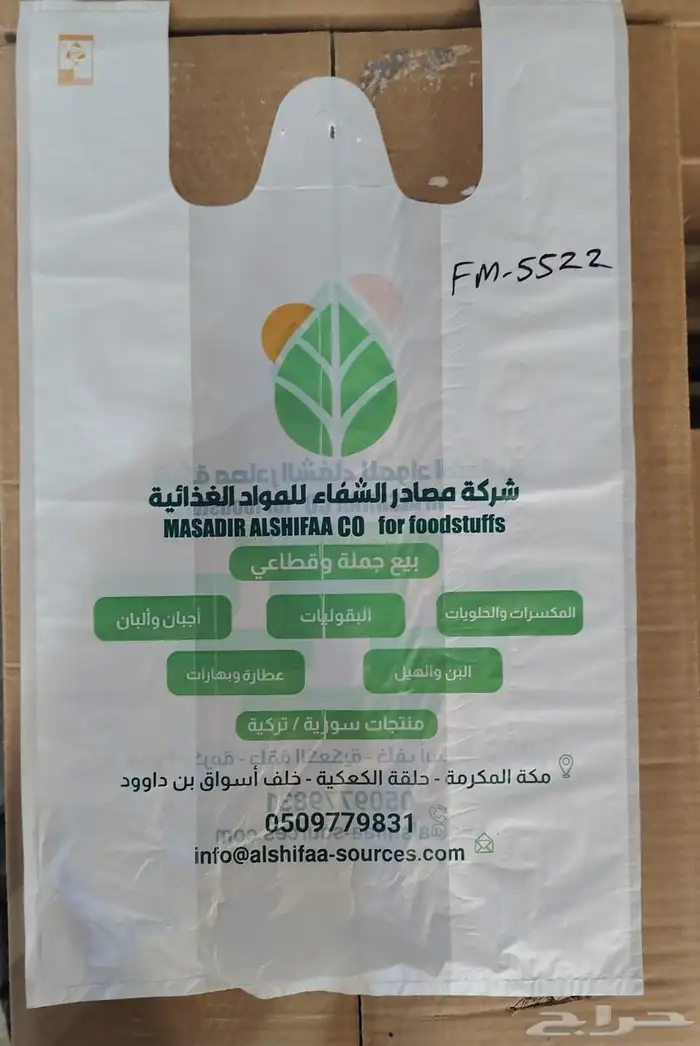 FM-5522
شركة مصادر الشفاء للمواد الغذائية
MASADIR ALSHIFAA CO for foodstuffs
بيع جملة وقطاعي
المكسرات والحلويات البقوليات أجبان وألبان
البن والهيل عطارة وبهارات
منتجات سورية / تركية
مكة المكرمة - حلقة الكعكية - خلف أسواق بن داوود
0509779831
info@alshifaa-sources.com
حراج